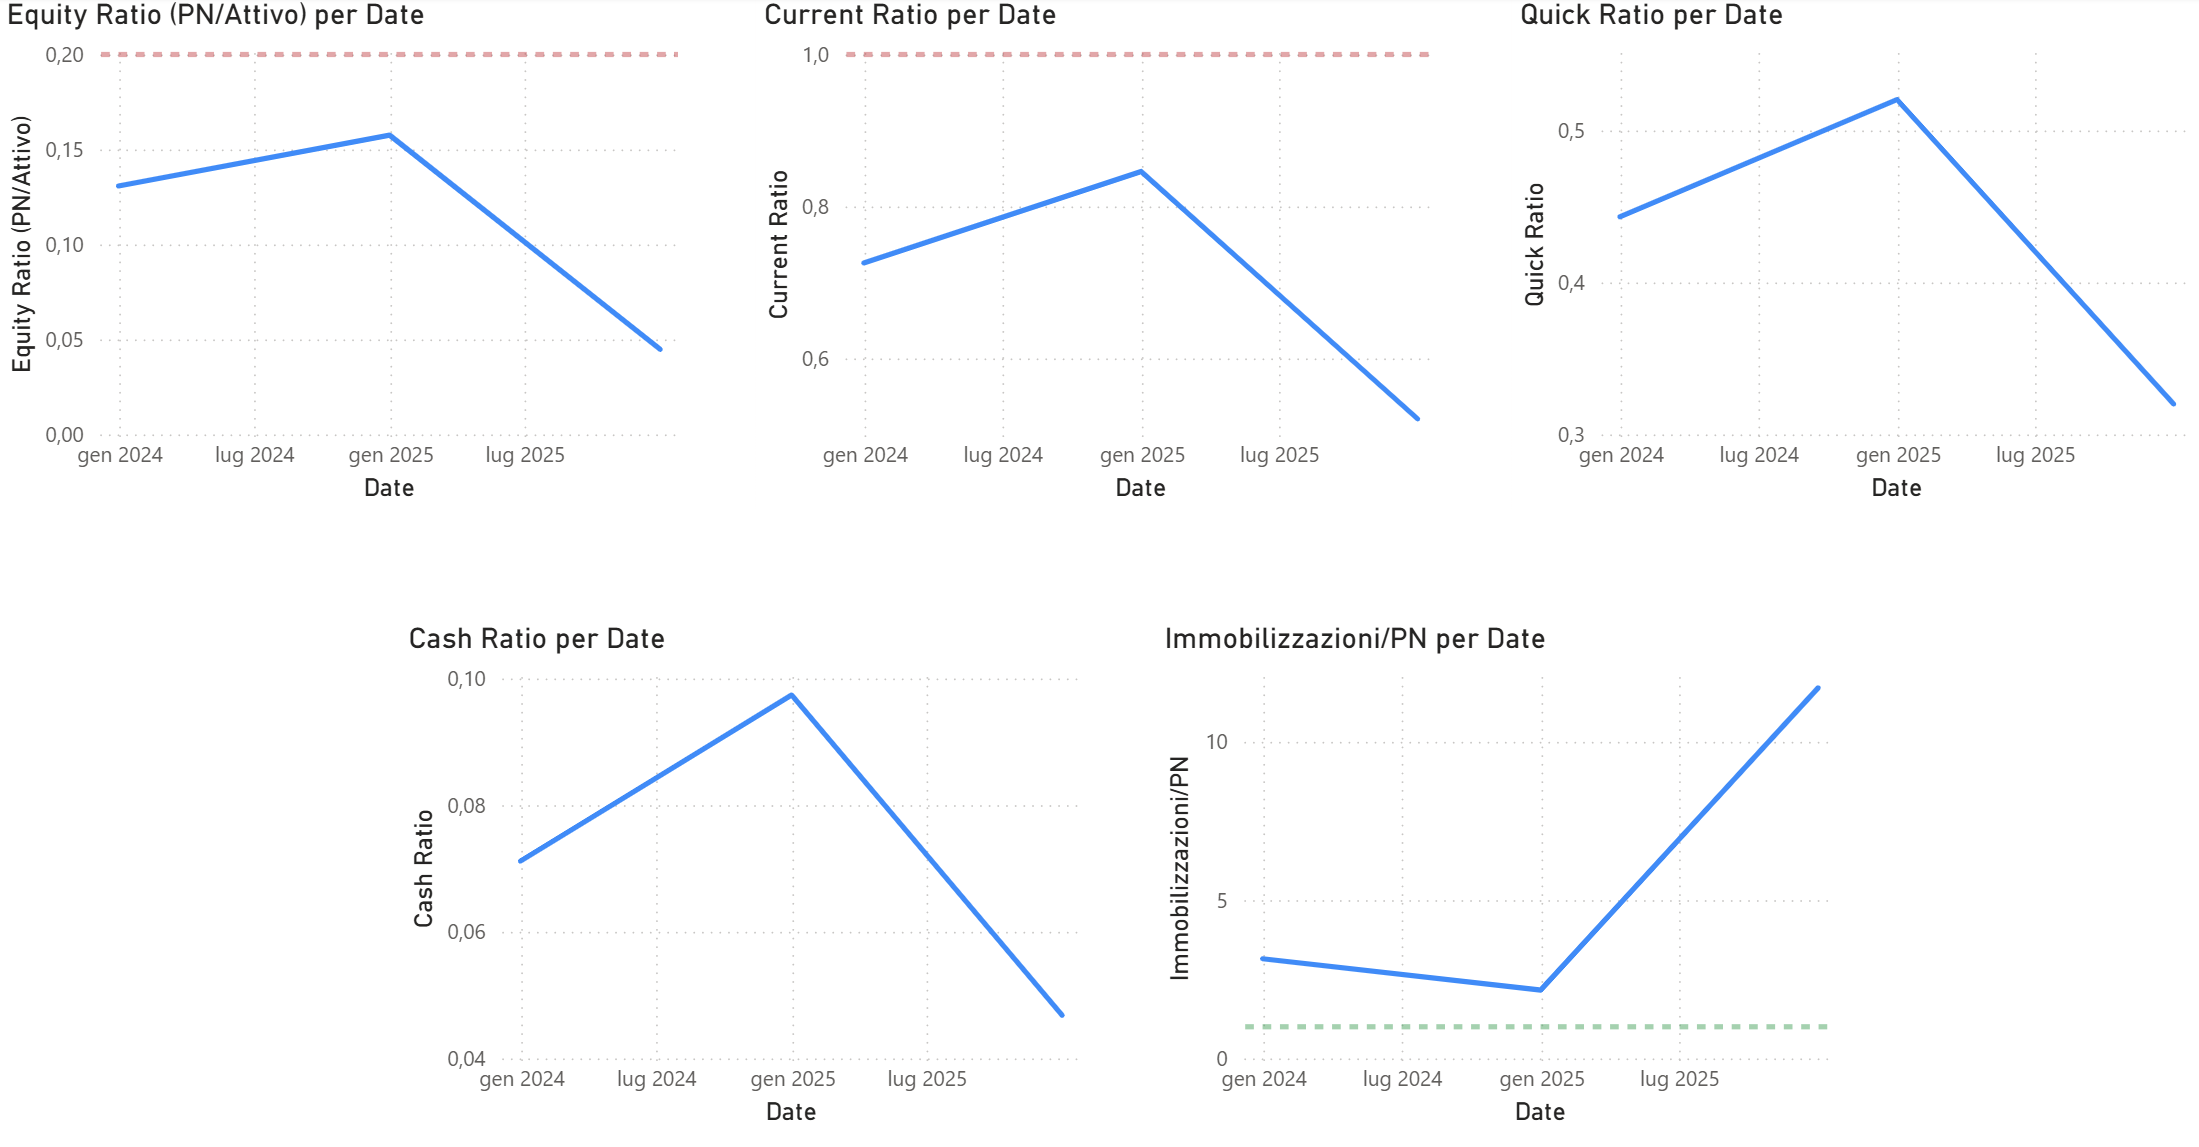 Equity Ratio (PN/Attivo) per Date
Equity Ratio (PN/Attivo)
0,20
0,15
0,10
0,05
0,00
gen 2024 lug 2024 gen 2025 lug 2025
Date
Current Ratio per Date
Current Ratio
1,0
0,8
0,6
gen 2024 lug 2024 gen 2025 lug 2025
Date
Quick Ratio per Date
Quick Ratio
0,5
0,4
0,3
gen 2024 lug 2024 gen 2025 lug 2025
Date
Cash Ratio per Date
Cash Ratio
0,10
0,08
0,06
0,04
gen 2024 lug 2024 gen 2025 lug 2025
Date
Immobilizzazioni/PN per Date
Immobilizzazioni/PN
10
5
0
gen 2024 lug 2024 gen 2025 lug 2025
Date